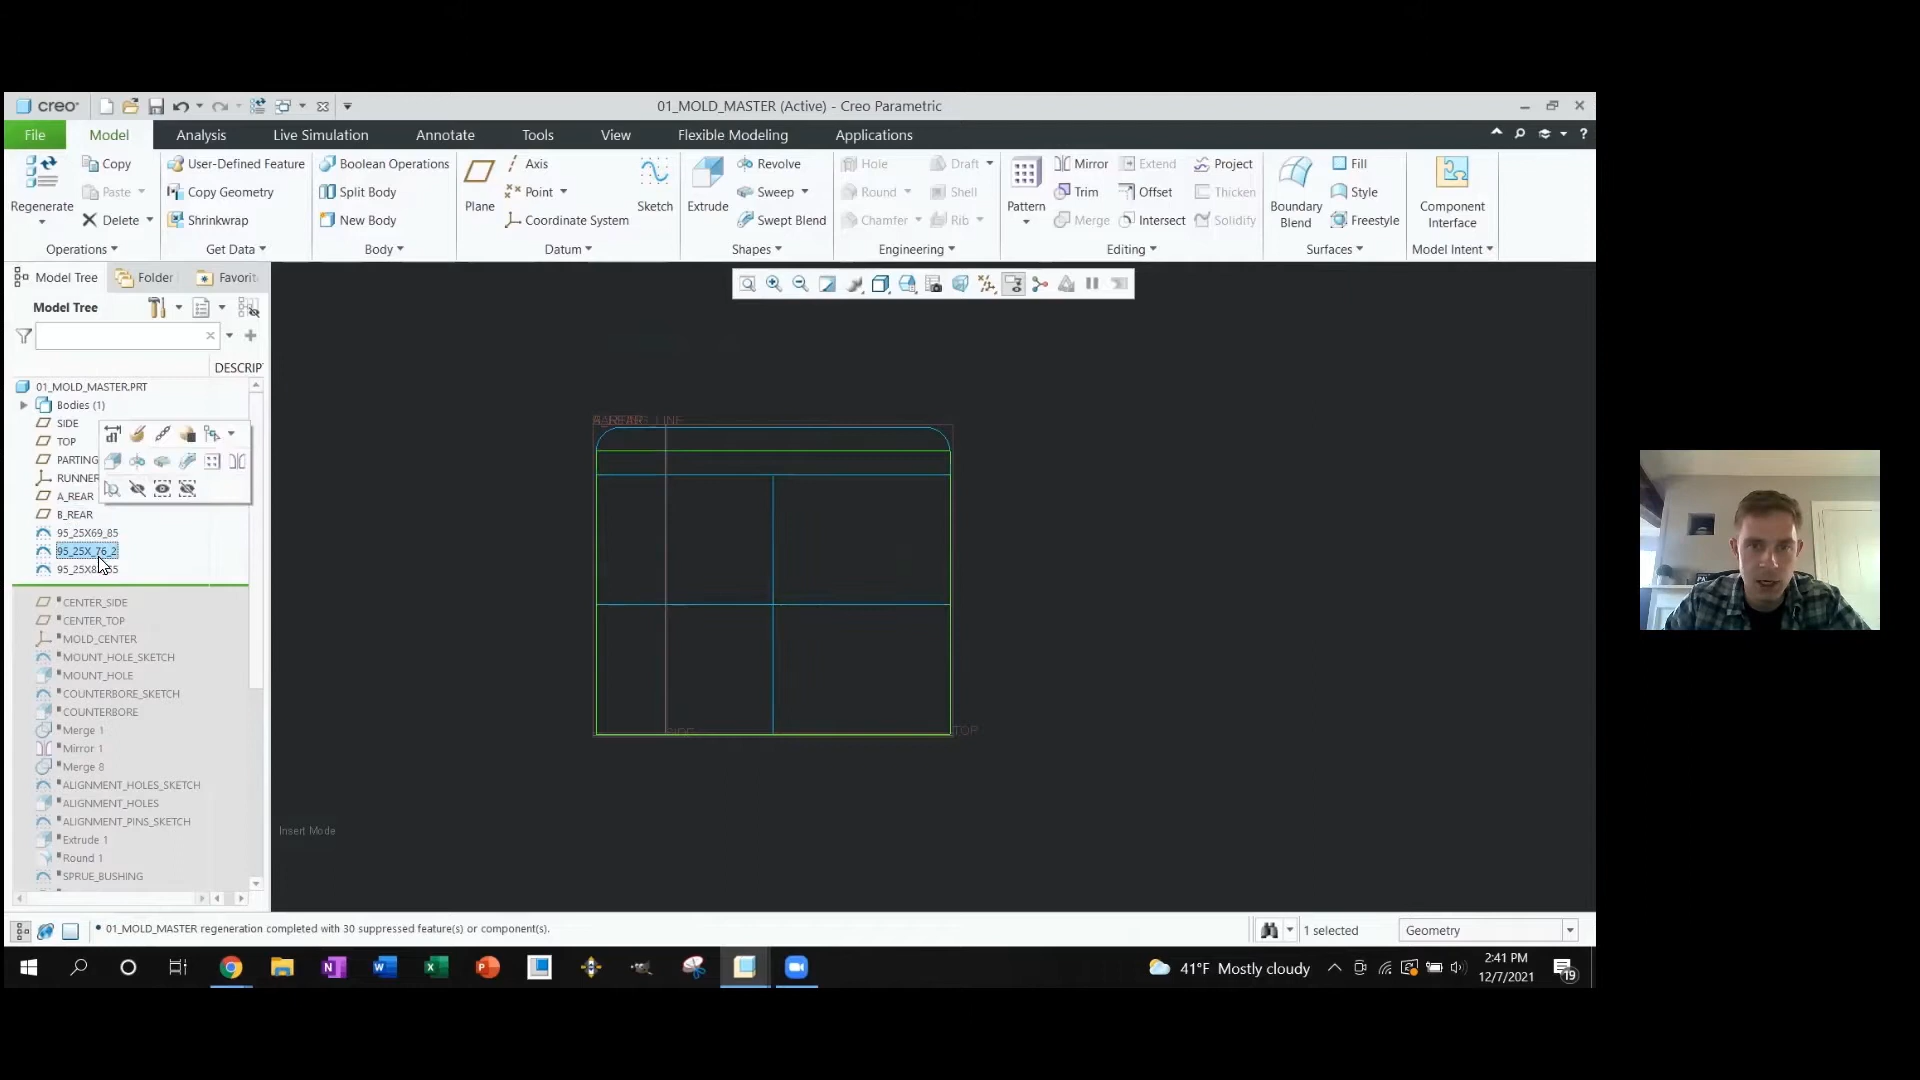 creo
01_MOLD_MASTER (Active) - Creo Parametric
File
Model
Analysis
Live Simulation
Annotate
Tools
View
Flexible Modeling
Applications
Regenerate
Copy
Paste
Delete
Operations
User-Defined Feature
Copy Geometry
Shrinkwrap
Get Data
Boolean Operations
Split Body
New Body
Body
Plane
Axis
Point
Coordinate System
Sketch
Datum
Extrude
Revolve
Sweep
Swept Blend
Shapes
Hole
Round
Chamfer
Draft
Shell
Rib
Engineering
Pattern
Mirror
Trim
Merge
Extend
Offset
Intersect
Project
Thicken
Solidify
Editing
Boundary
Blend
Fill
Style
Freestyle
Surfaces
Component
Interface
Model Intent
Model Tree
Folder
Favorit
Model Tree
DESCRIP
01_MOLD_MASTER.PRT
Bodies (1)
SIDE
TOP
PARTING
RUNNER
A_REAR
B_REAR
95_25X69_85
95_25X_76_2
CENTER_SIDE
CENTER_TOP
MOLD_CENTER
MOUNT_HOLE_SKETCH
MOUNT_HOLE
COUNTERBORE_SKETCH
COUNTERBORE
Merge 1
Mirror 1
Merge 8
ALIGNMENT_HOLES_SKETCH
ALIGNMENT_HOLES
ALIGNMENT_PINS_SKETCH
Extrude 1
Round 1
SPRUE_BUSHING
SIDE
TOP
Insert Mode
01_MOLD_MASTER regeneration completed with 30 suppressed feature(s) or component(s).
1 selected
Geometry
41°F Mostly cloudy
2:41 PM
12/7/2021
19